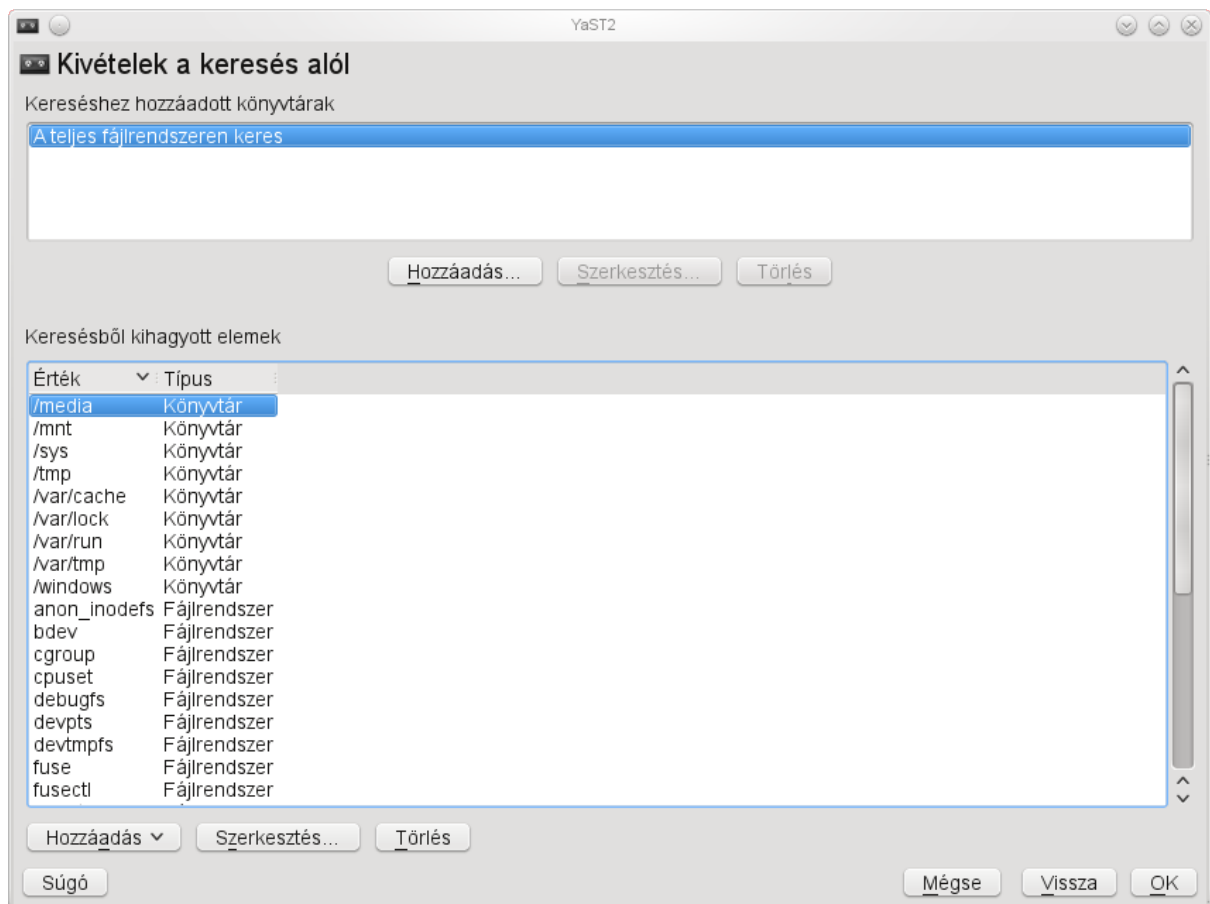 YaST2
Kivételek a keresés alól
Kereséshez hozzáadott könyvtárak
A teljes fájlrendszeren keres
Hozzáadás... Szerkesztés... Törlés
Keresésből kihagyott elemek
Érték Típus
/media Könyvtár
/mnt Könyvtár
/sys Könyvtár
/tmp Könyvtár
/var/cache Könyvtár
/var/lock Könyvtár
/var/run Könyvtár
/var/tmp Könyvtár
/windows Könyvtár
anon_inodefs Fájlrendszer
bdev Fájlrendszer
cgroup Fájlrendszer
cpuset Fájlrendszer
debugfs Fájlrendszer
devpts Fájlrendszer
devtmpfs Fájlrendszer
fuse Fájlrendszer
fusectl Fájlrendszer
Hozzáadás Szerkesztés... Törlés
Súgó Mégse Vissza OK